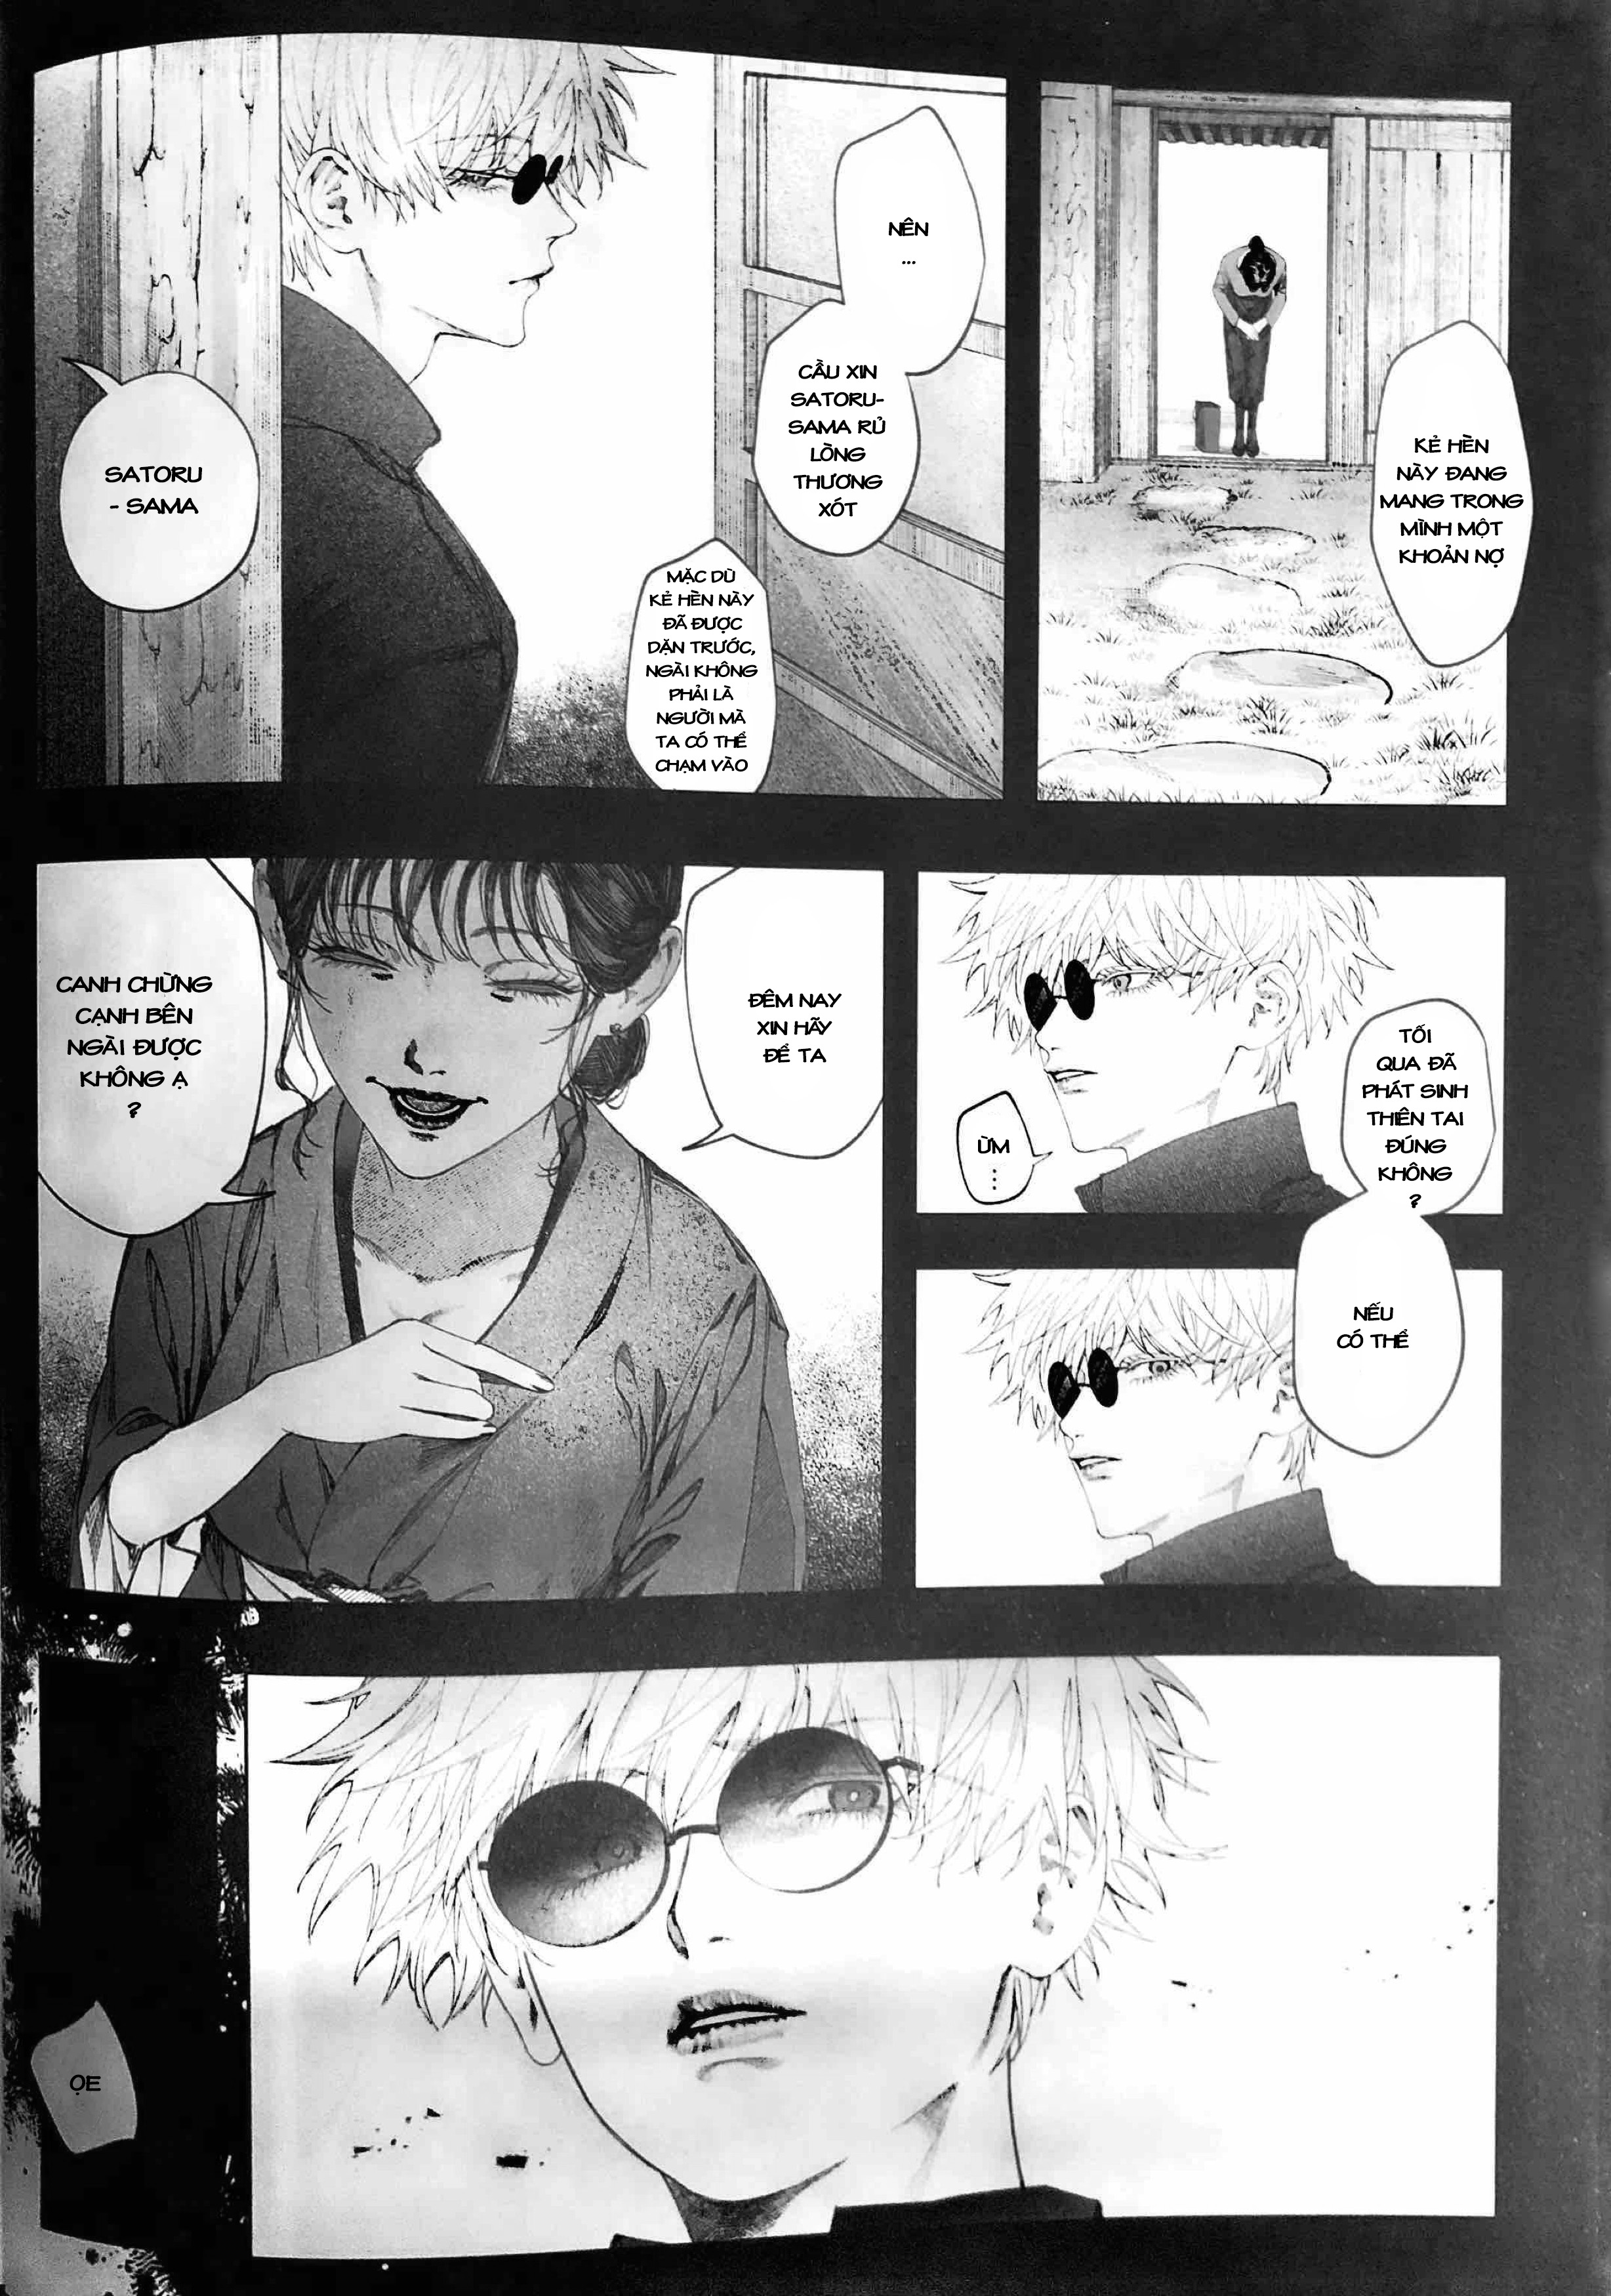 KẺ HÈN
NÀY ĐANG
MANG TRONG
MÌNH MỘT
KHOẢN NỢ
NÊN
...
CẦU XIN
SATORU-
SAMA RỦ
LÒNG
THƯƠNG
XÓT
MẶC DÙ
KẺ HÈN NÀY
ĐÃ ĐƯỢC
DẶN TRƯỚC,
NGÀI KHÔNG
PHẢI LÀ
NGƯỜI MÀ
TA CÓ THỂ
CHẠM VÀO
SATORU
- SAMA
TỐI
QUA ĐÃ
PHÁT SINH
THIÊN TAI
ĐÚNG
KHÔNG
?
ỪM
...
NẾU
CÓ THỂ
ĐÊM NAY
XIN HÃY
ĐỂ TA
CANH CHỪNG
CẠNH BÊN
NGÀI ĐƯỢC
KHÔNG Ạ
?
ỌE